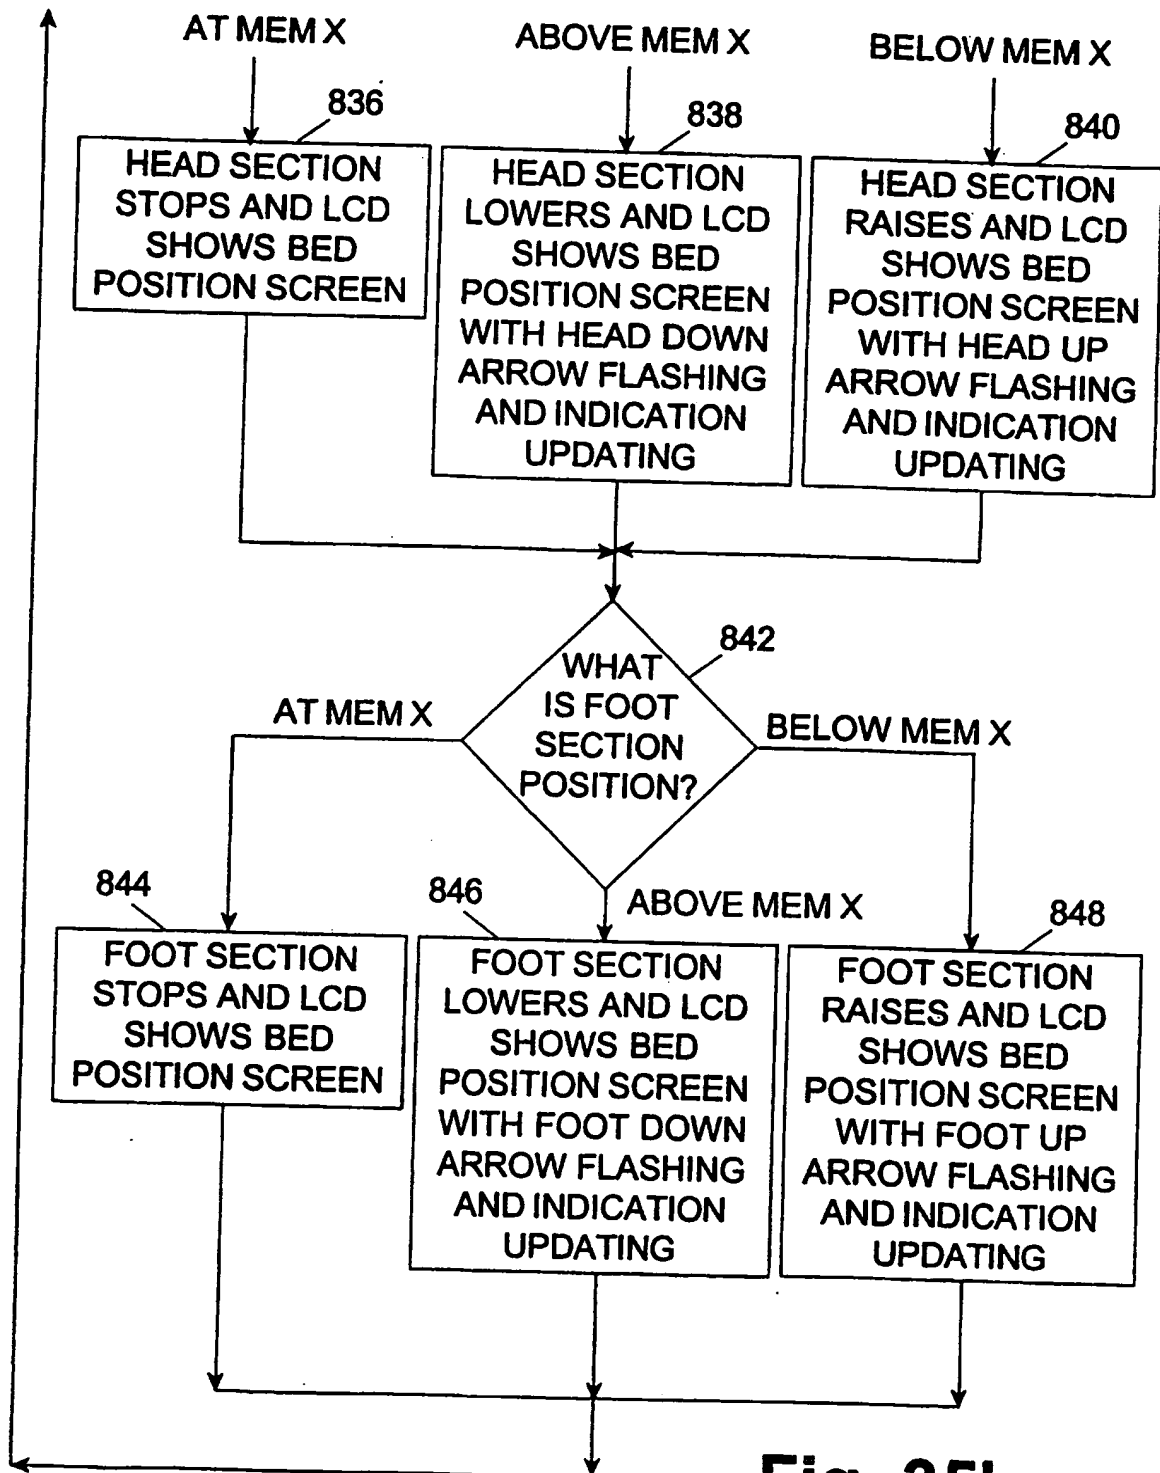 AT MEM X
ABOVE MEM X
BELOW MEM X
836
838
840
HEAD SECTION
STOPS AND LCD
SHOWS BED
POSITION SCREEN
HEAD SECTION
LOWERS AND LCD
SHOWS BED
POSITION SCREEN
WITH HEAD DOWN
ARROW FLASHING
AND INDICATION
UPDATING
HEAD SECTION
RAISES AND LCD
SHOWS BED
POSITION SCREEN
WITH HEAD UP
ARROW FLASHING
AND INDICATION
UPDATING
842
WHAT
IS FOOT
SECTION
POSITION?
AT MEM X
BELOW MEM X
ABOVE MEM X
844
846
848
FOOT SECTION
STOPS AND LCD
SHOWS BED
POSITION SCREEN
FOOT SECTION
LOWERS AND LCD
SHOWS BED
POSITION SCREEN
WITH FOOT DOWN
ARROW FLASHING
AND INDICATION
UPDATING
FOOT SECTION
RAISES AND LCD
SHOWS BED
POSITION SCREEN
WITH FOOT UP
ARROW FLASHING
AND INDICATION
UPDATING
Fig.